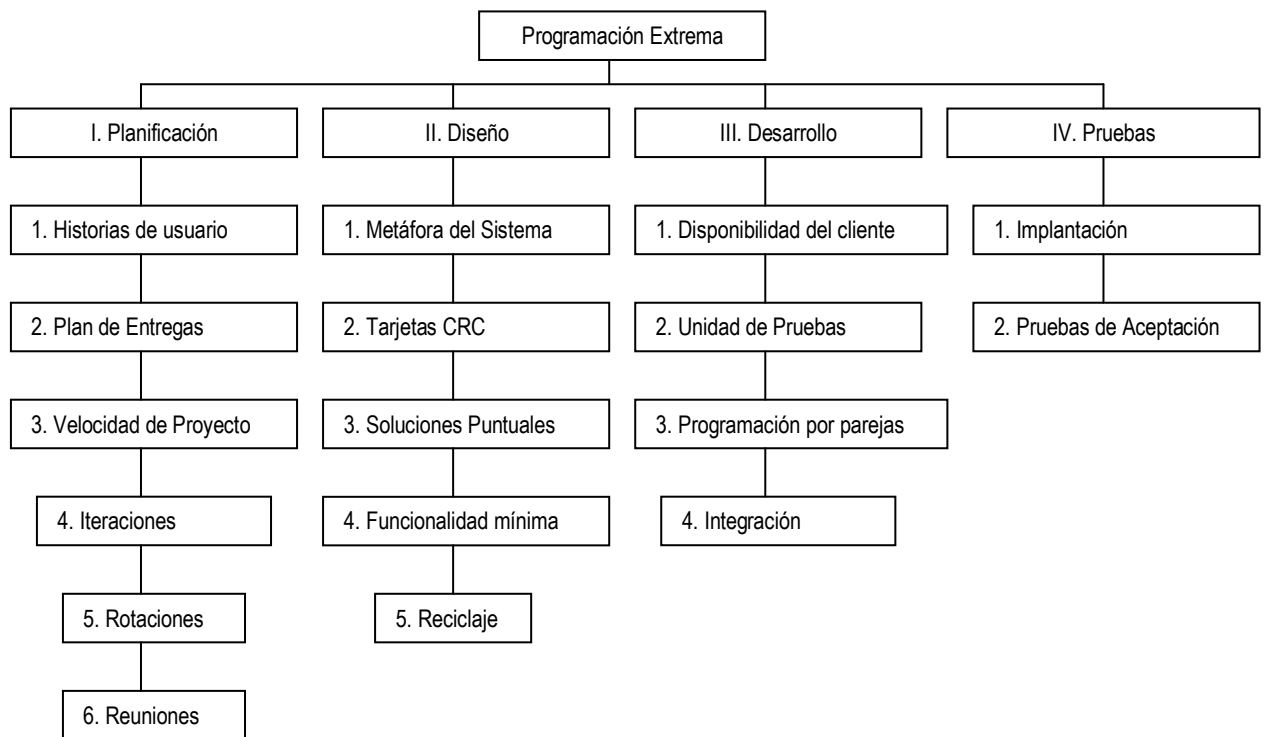 Programación Extrema
I. Planificación
II. Diseño
III. Desarrollo
IV. Pruebas
1. Historias de usuario
1. Metáfora del Sistema
1. Disponibilidad del cliente
1. Implantación
2. Plan de Entregas
2. Tarjetas CRC
2. Unidad de Pruebas
2. Pruebas de Aceptación
3. Velocidad de Proyecto
3. Soluciones Puntuales
3. Programación por parejas
4. Iteraciones
4. Funcionalidad mínima
4. Integración
5. Rotaciones
5. Reciclaje
6. Reuniones